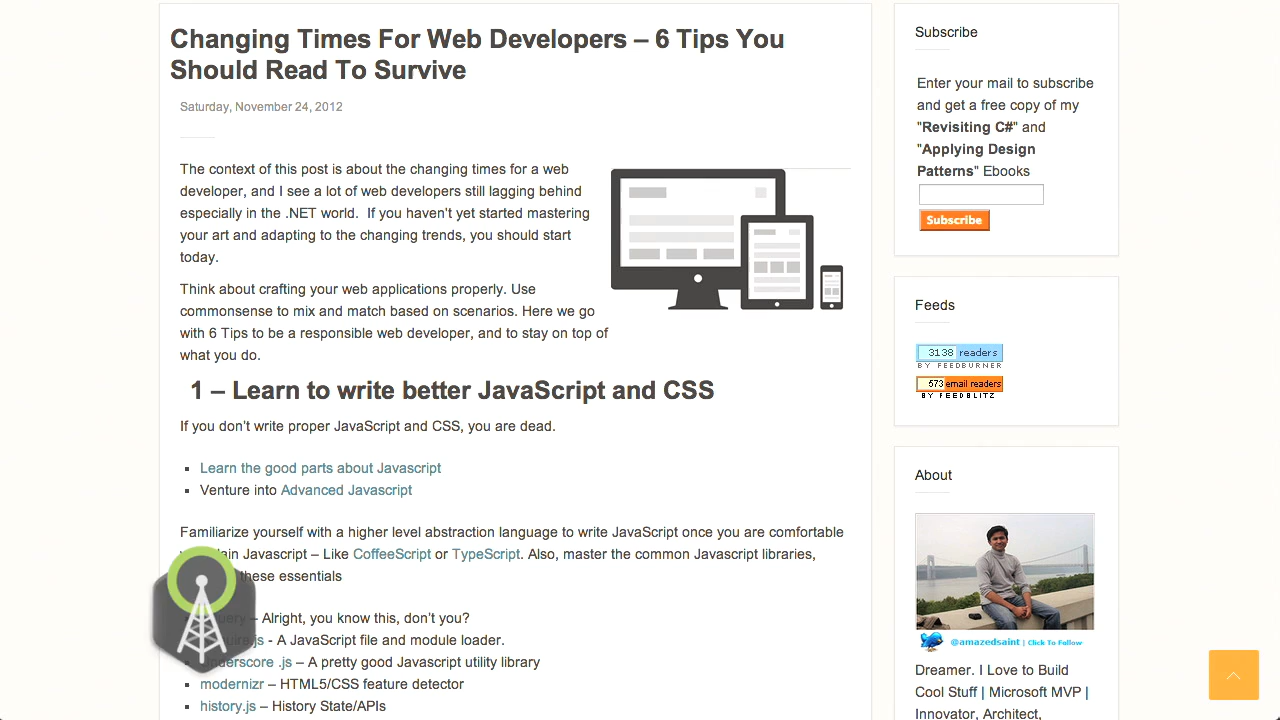 Changing Times For Web Developers – 6 Tips You
Should Read To Survive
Saturday, November 24, 2012
The context of this post is about the changing times for a web
developer, and I see a lot of web developers still lagging behind
especially in the .NET world.  If you haven't yet started mastering
your art and adapting to the changing trends, you should start
today.
Think about crafting your web applications properly. Use
commonsense to mix and match based on scenarios. Here we go
with 6 Tips to be a responsible web developer, and to stay on top of
what you do.
1 – Learn to write better JavaScript and CSS
If you don't write proper JavaScript and CSS, you are dead.
Learn the good parts about Javascript
Venture into Advanced Javascript
Familiarize yourself with a higher level abstraction language to write JavaScript once you are comfortable
Javascript – Like CoffeeScript or TypeScript. Also, master the common Javascript libraries,
these essentials
– Alright, you know this, don't you?
- A JavaScript file and module loader.
.js – A pretty good Javascript utility library
modernizr – HTML5/CSS feature detector
history.js – History State/APIs
Subscribe
Enter your mail to subscribe
and get a free copy of my
"Revisiting C#" and
"Applying Design
Patterns" Ebooks
Subscribe
Feeds
3138 readers
BY FEEDBURNER
573 email readers
BY FEEDBLITZ
About
@amazedsaint | Click To Follow
Dreamer. I Love to Build
Cool Stuff | Microsoft MVP |
Innovator, Architect,